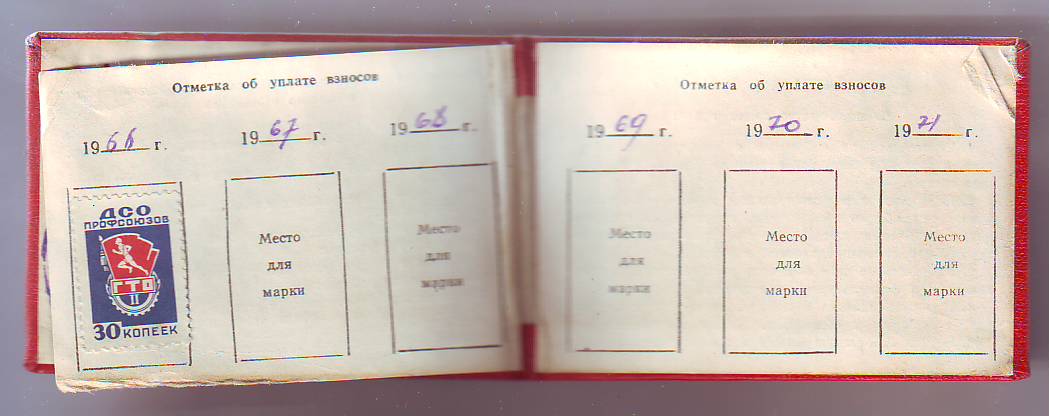 Отметка об уплате взносов
1966 г.
1967 г.
1968 г.
ДСО
ПРОФСОЮЗОВ
ГТО
II
30 КОПЕЕК
Место
для
марки
Место
для
марки
Отметка об уплате взносов
1969 г.
1970 г.
1971 г.
Место
для
марки
Место
для
марки
Место
для
марки